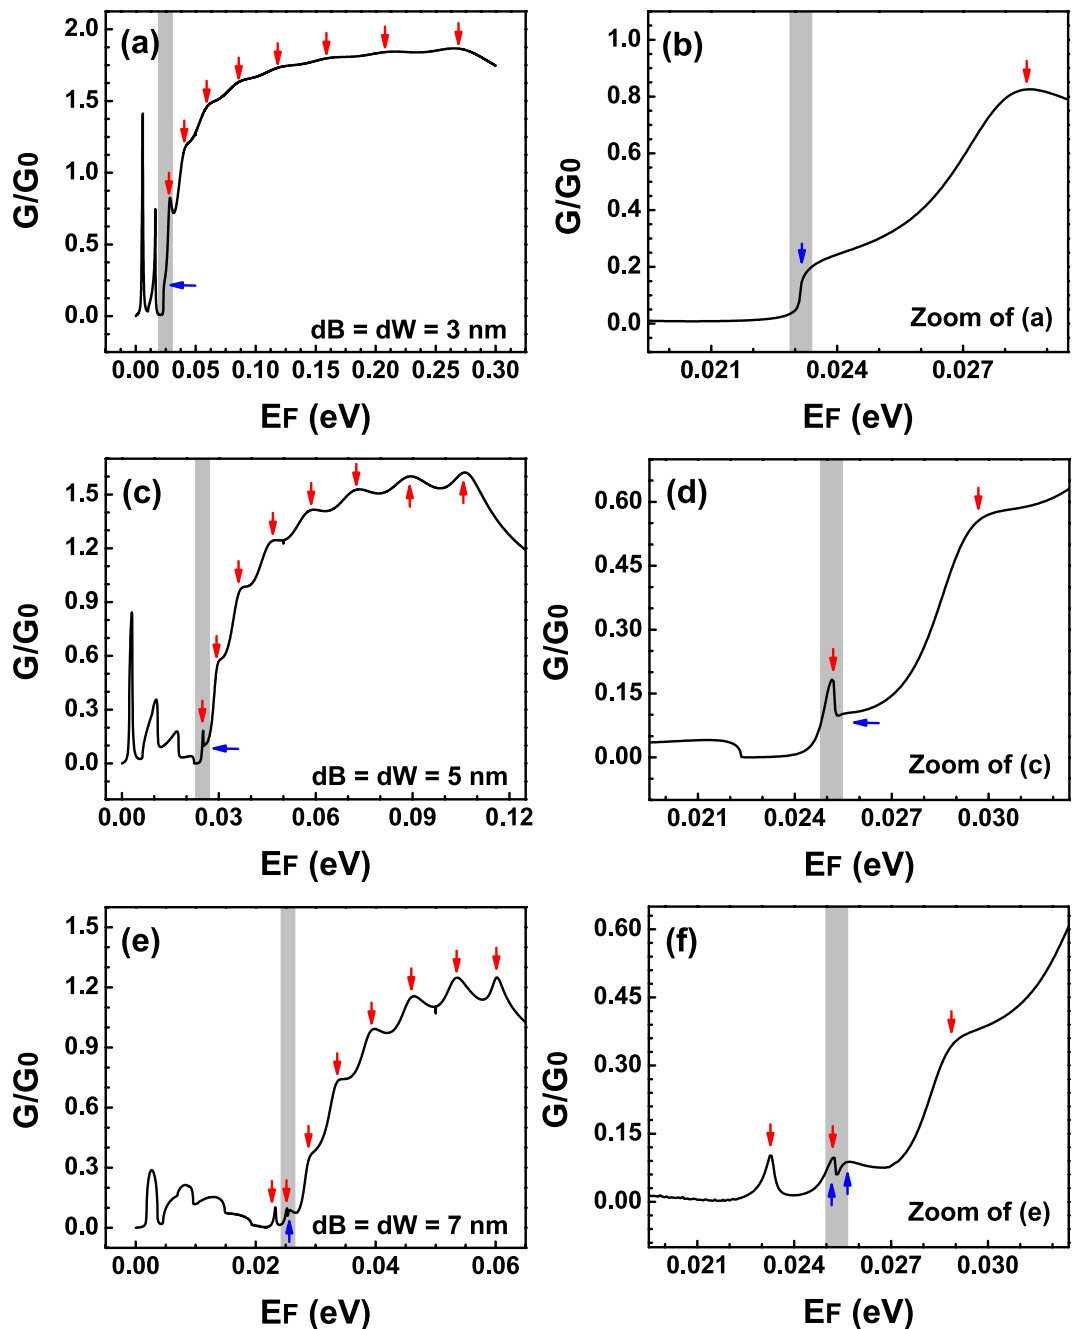 (a)
2.0
1.5
1.0
0.5
0.0
G/G0
dB = dW = 3 nm
0.00 0.05 0.10 0.15 0.20 0.25 0.30
EF (eV)
(b)
1.0
0.8
0.6
0.4
0.2
0.0
G/G0
Zoom of (a)
0.021 0.024 0.027
EF (eV)
(c)
1.5
1.2
0.9
0.6
0.3
0.0
G/G0
dB = dW = 5 nm
0.00 0.03 0.06 0.09 0.12
EF (eV)
(d)
0.60
0.45
0.30
0.15
0.00
G/G0
Zoom of (c)
0.021 0.024 0.027 0.030
EF (eV)
(e)
1.5
1.2
0.9
0.6
0.3
0.0
G/G0
dB = dW = 7 nm
0.00 0.02 0.04 0.06
EF (eV)
(f)
0.60
0.45
0.30
0.15
0.00
G/G0
Zoom of (e)
0.021 0.024 0.027 0.030
EF (eV)